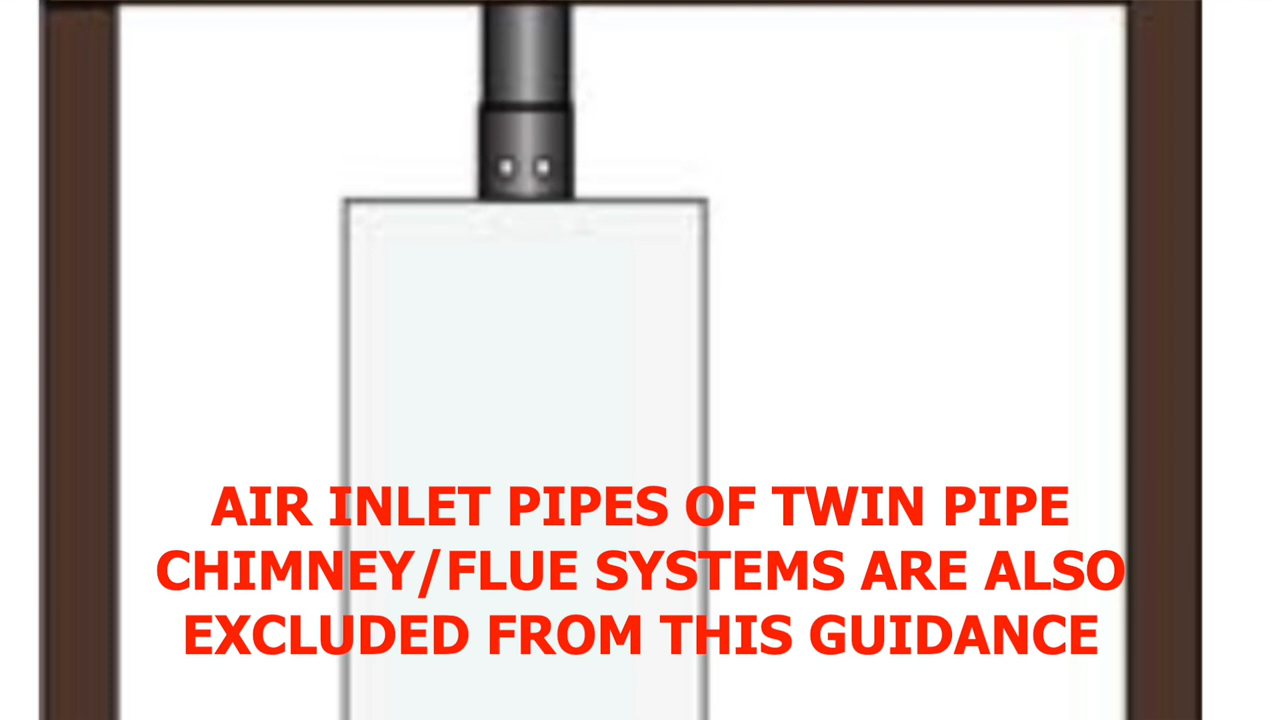 AIR INLET PIPES OF TWIN PIPE
CHIMNEY/FLUE SYSTEMS ARE ALSO
EXCLUDED FROM THIS GUIDANCE